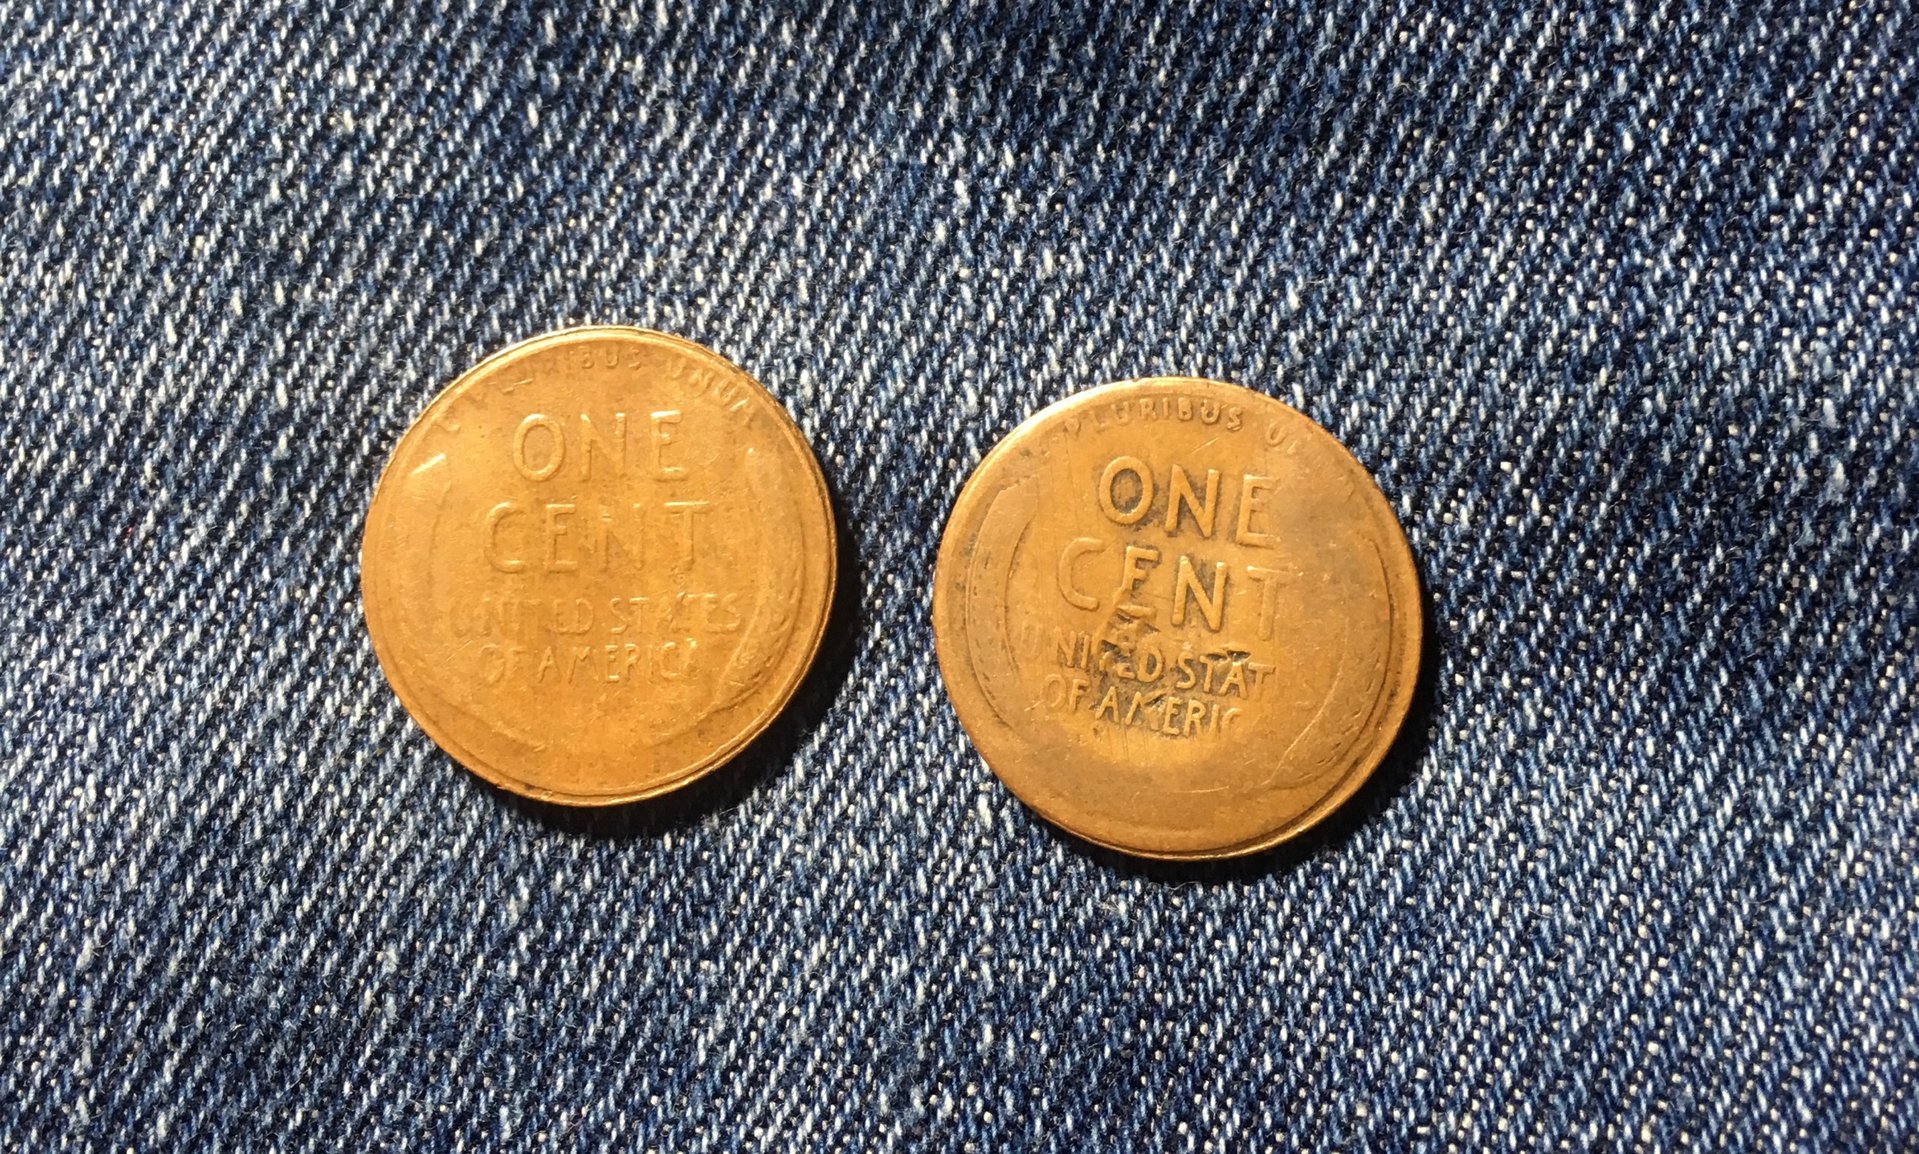 PLURIBUS UNUM
ONE
CENT
UNITED STATES
OF AMERICA
PLURIBUS U
ONE
CENT
UNITED STAT
OF AMERIC